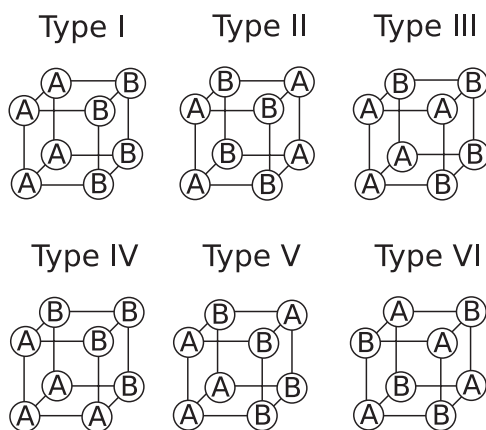 Type I Type II Type III
A B B A B B
A B A B A A
A B B A A B
A B A B A B
Type IV Type V Type VI
B B B A A B
A B A B B A
A B A B B A
A A A B A B